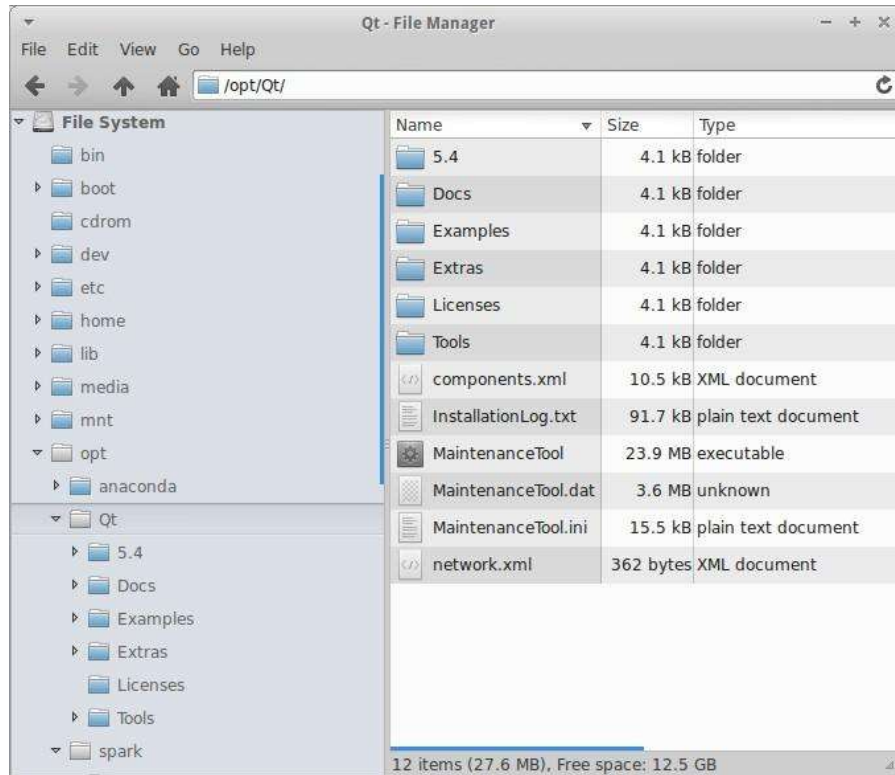 Qt - File Manager
File Edit View Go Help
/opt/Qt/
File System
bin
boot
cdrom
dev
etc
home
lib
media
mnt
opt
anaconda
Qt
5.4
Docs
Examples
Extras
Licenses
Tools
spark
Name Size Type
5.4 4.1 kB folder
Docs 4.1 kB folder
Examples 4.1 kB folder
Extras 4.1 kB folder
Licenses 4.1 kB folder
Tools 4.1 kB folder
components.xml 10.5 kB XML document
InstallationLog.txt 91.7 kB plain text document
MaintenanceTool 23.9 MB executable
MaintenanceTool.dat 3.6 MB unknown
MaintenanceTool.ini 15.5 kB plain text document
network.xml 362 bytes XML document
12 items (27.6 MB), Free space: 12.5 GB